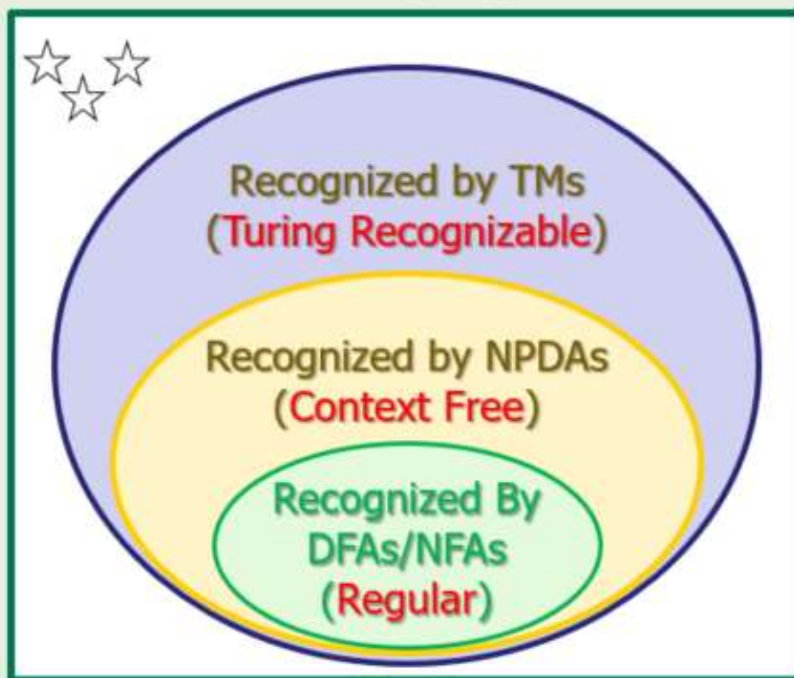 Recognized by TMs
(Turing Recognizable)
Recognized by NPDAs
(Context Free)
Recognized By
DFAs/NFAs
(Regular)